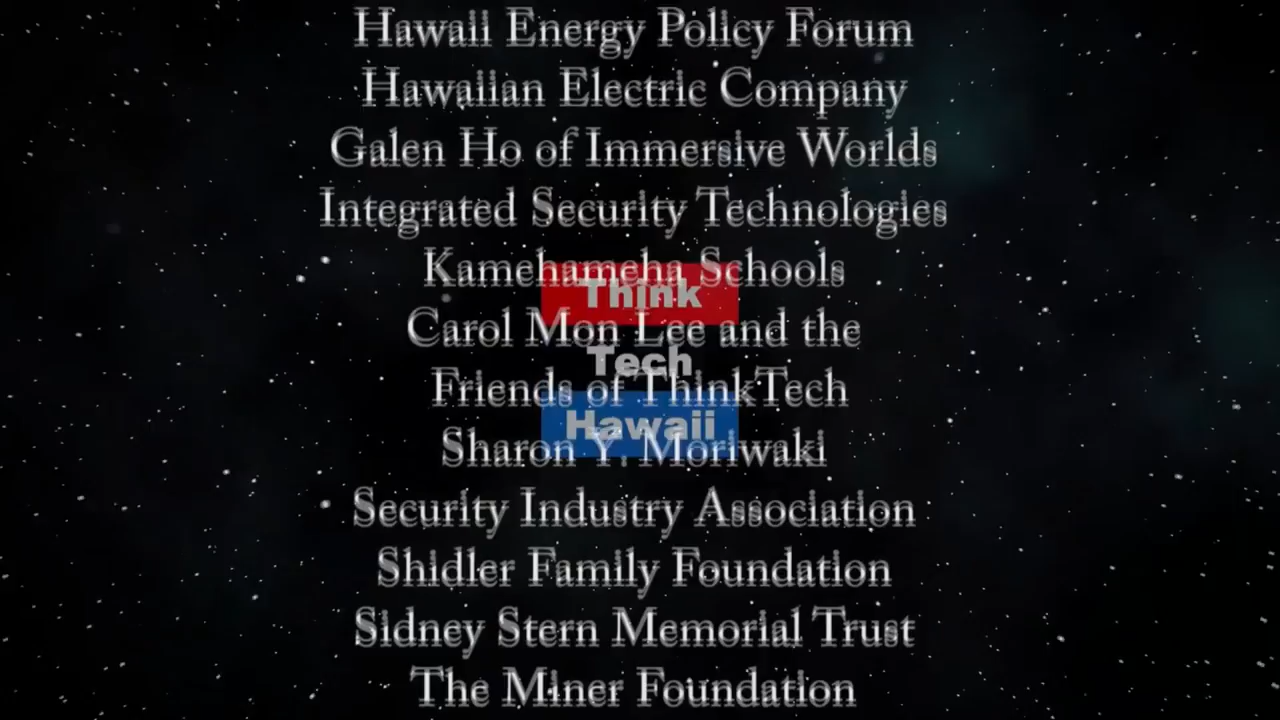 Hawaii Energy Policy Forum
Hawaiian Electric Company
Galen Ho of Immersive Worlds
Integrated Security Technologies
Kamehameha Schools
Think
Carol Mon Lee and the
Tech
Friends of ThinkTech
Hawaii
Sharon Y. Moriwaki
Security Industry Association
Shidler Family Foundation
Sidney Stern Memorial Trust
The Miner Foundation